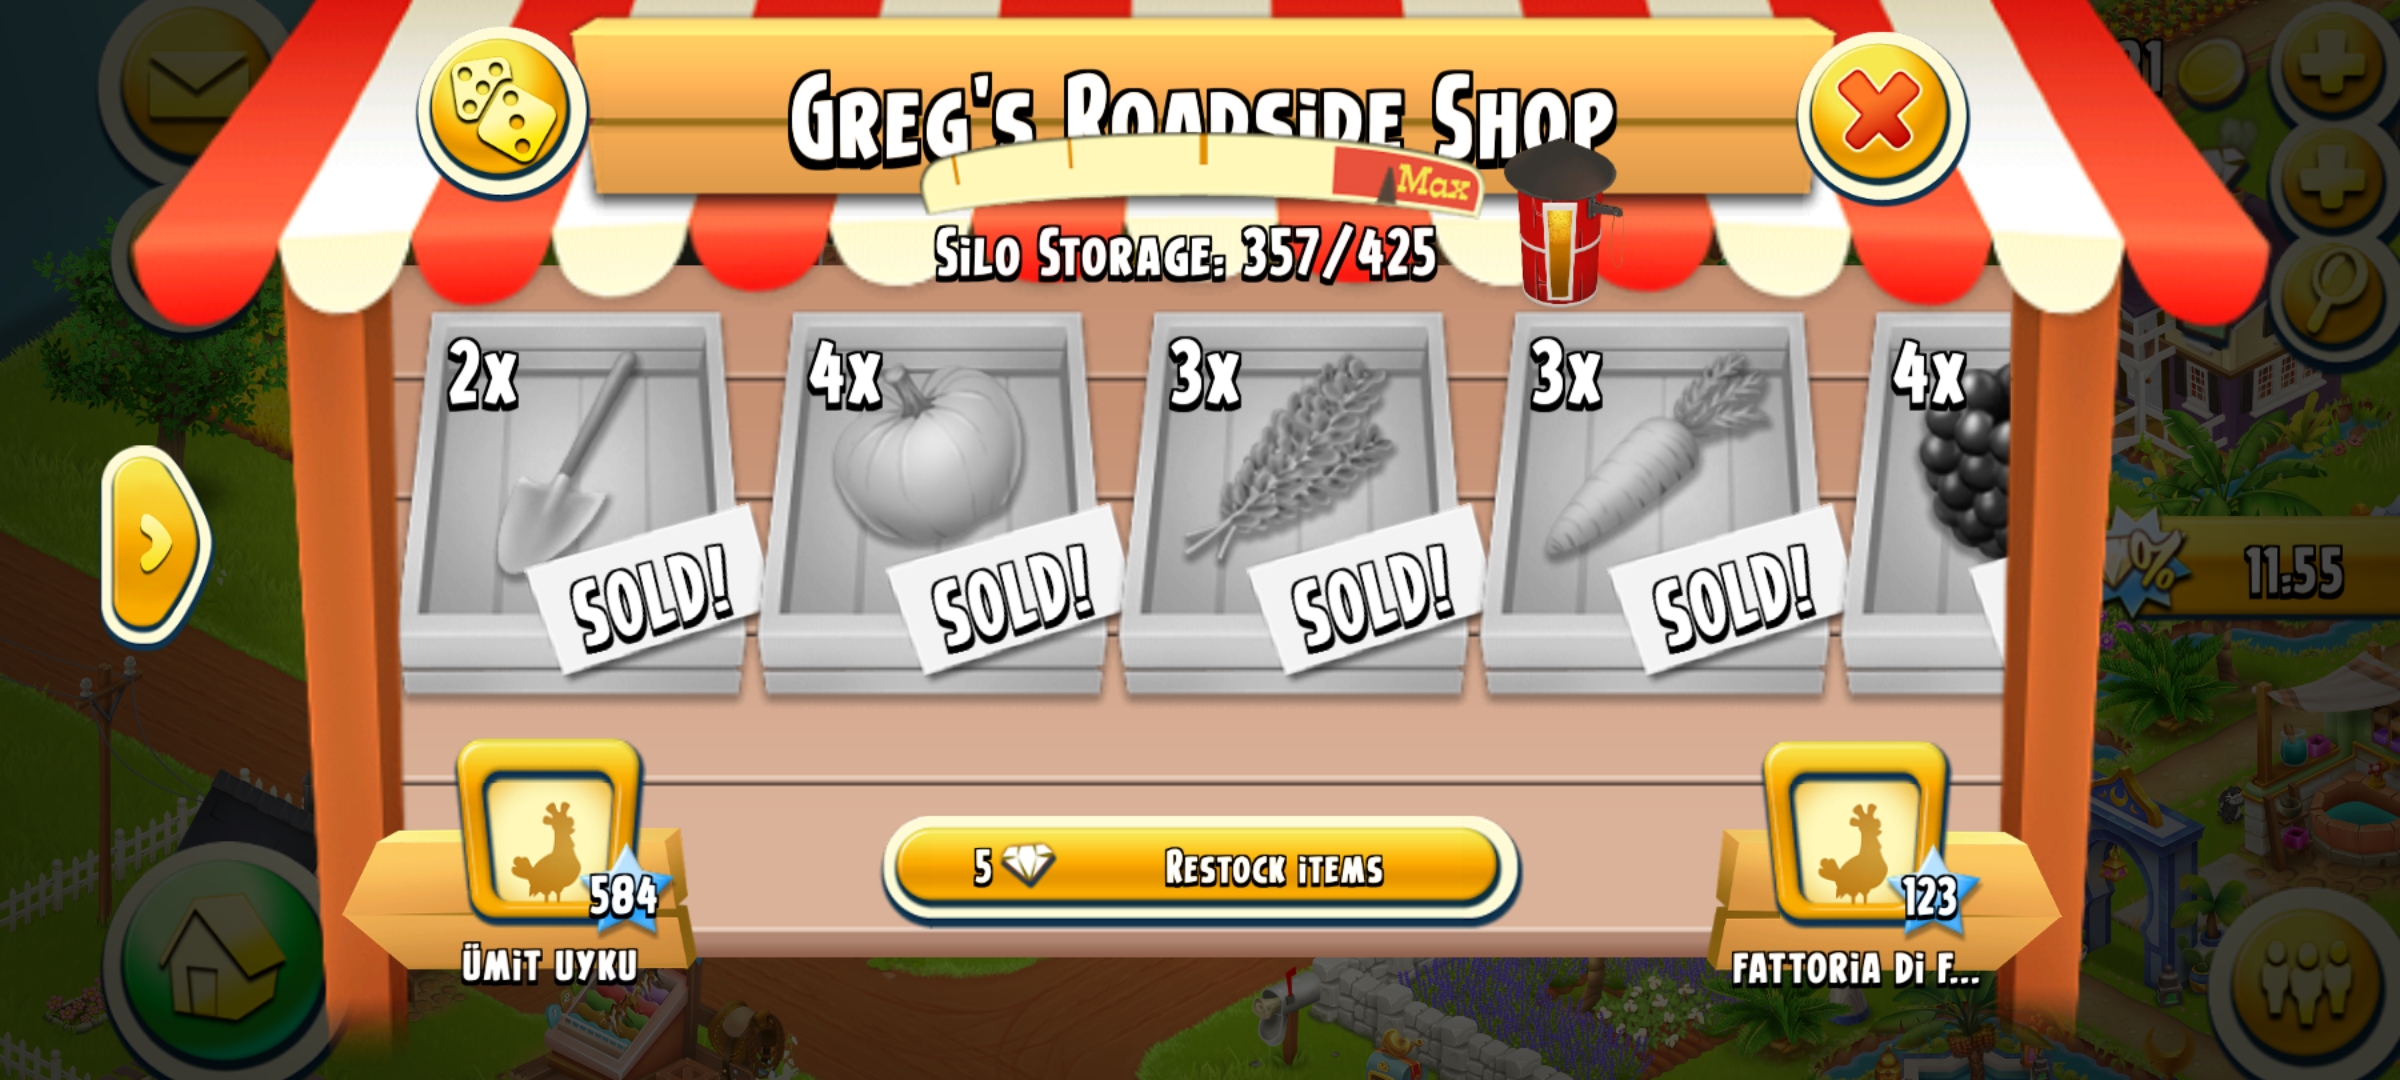 GREG'S ROADSIDE SHOP
Max
SILO STORAGE: 357/425
2x
4x
3x
3x
4x
SOLD!
SOLD!
SOLD!
SOLD!
%
11:55
584
5
RESTOCK ITEMS
123
ÜMIT UYKU
FATTORIA DI F...